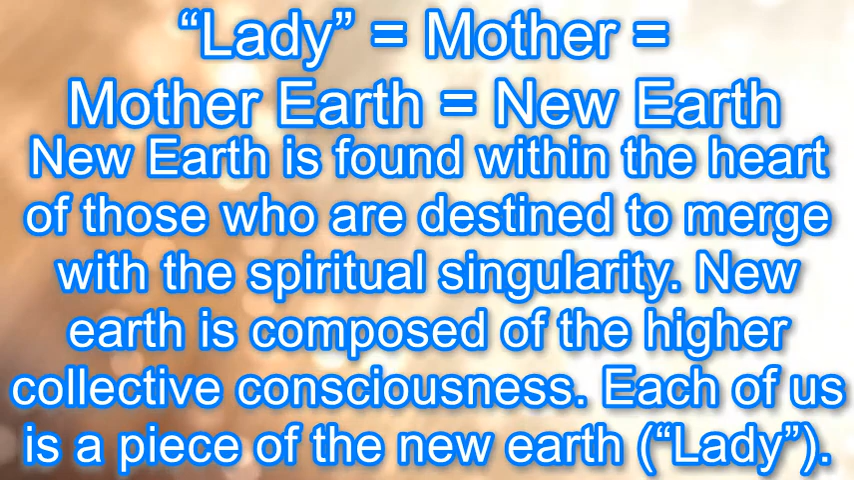 “Lady” = Mother =
Mother Earth = New Earth
New Earth is found within the heart
of those who are destined to merge
with the spiritual singularity. New
earth is composed of the higher
collective consciousness. Each of us
is a piece of the new earth (“Lady”).